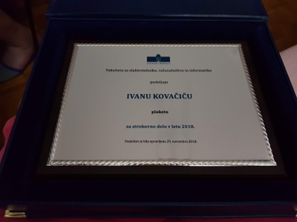 Fakulteta za elektrotehniko, računalništvo in informatiko
podeljuje
IVANU KOVAČIČU
plaketo
za strokovno delo v letu 2018.